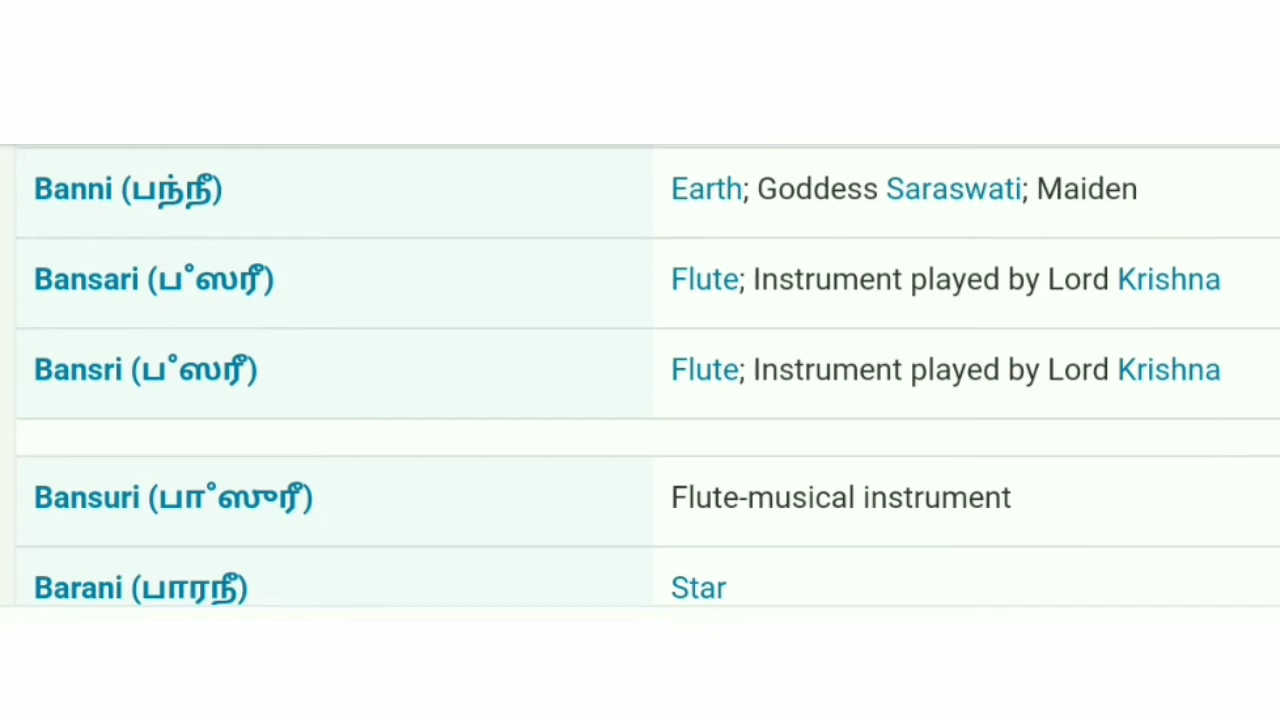 Banni (பந்நீ) Earth; Goddess Saraswati; Maiden
Bansari (ப˚ஸரீ) Flute; Instrument played by Lord Krishna
Bansri (ப˚ஸரீ) Flute; Instrument played by Lord Krishna
Bansuri (பா˚ஸுரீ) Flute-musical instrument
Barani (பாரநீ) Star